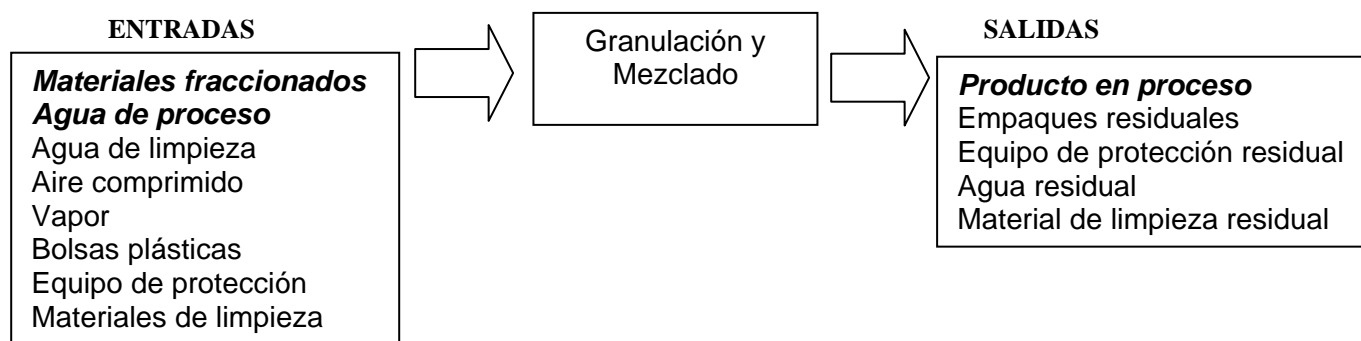 ENTRADAS
Materiales fraccionados
Agua de proceso
Agua de limpieza
Aire comprimido
Vapor
Bolsas plásticas
Equipo de protección
Materiales de limpieza
Granulación y
Mezclado
SALIDAS
Producto en proceso
Empaques residuales
Equipo de protección residual
Agua residual
Material de limpieza residual